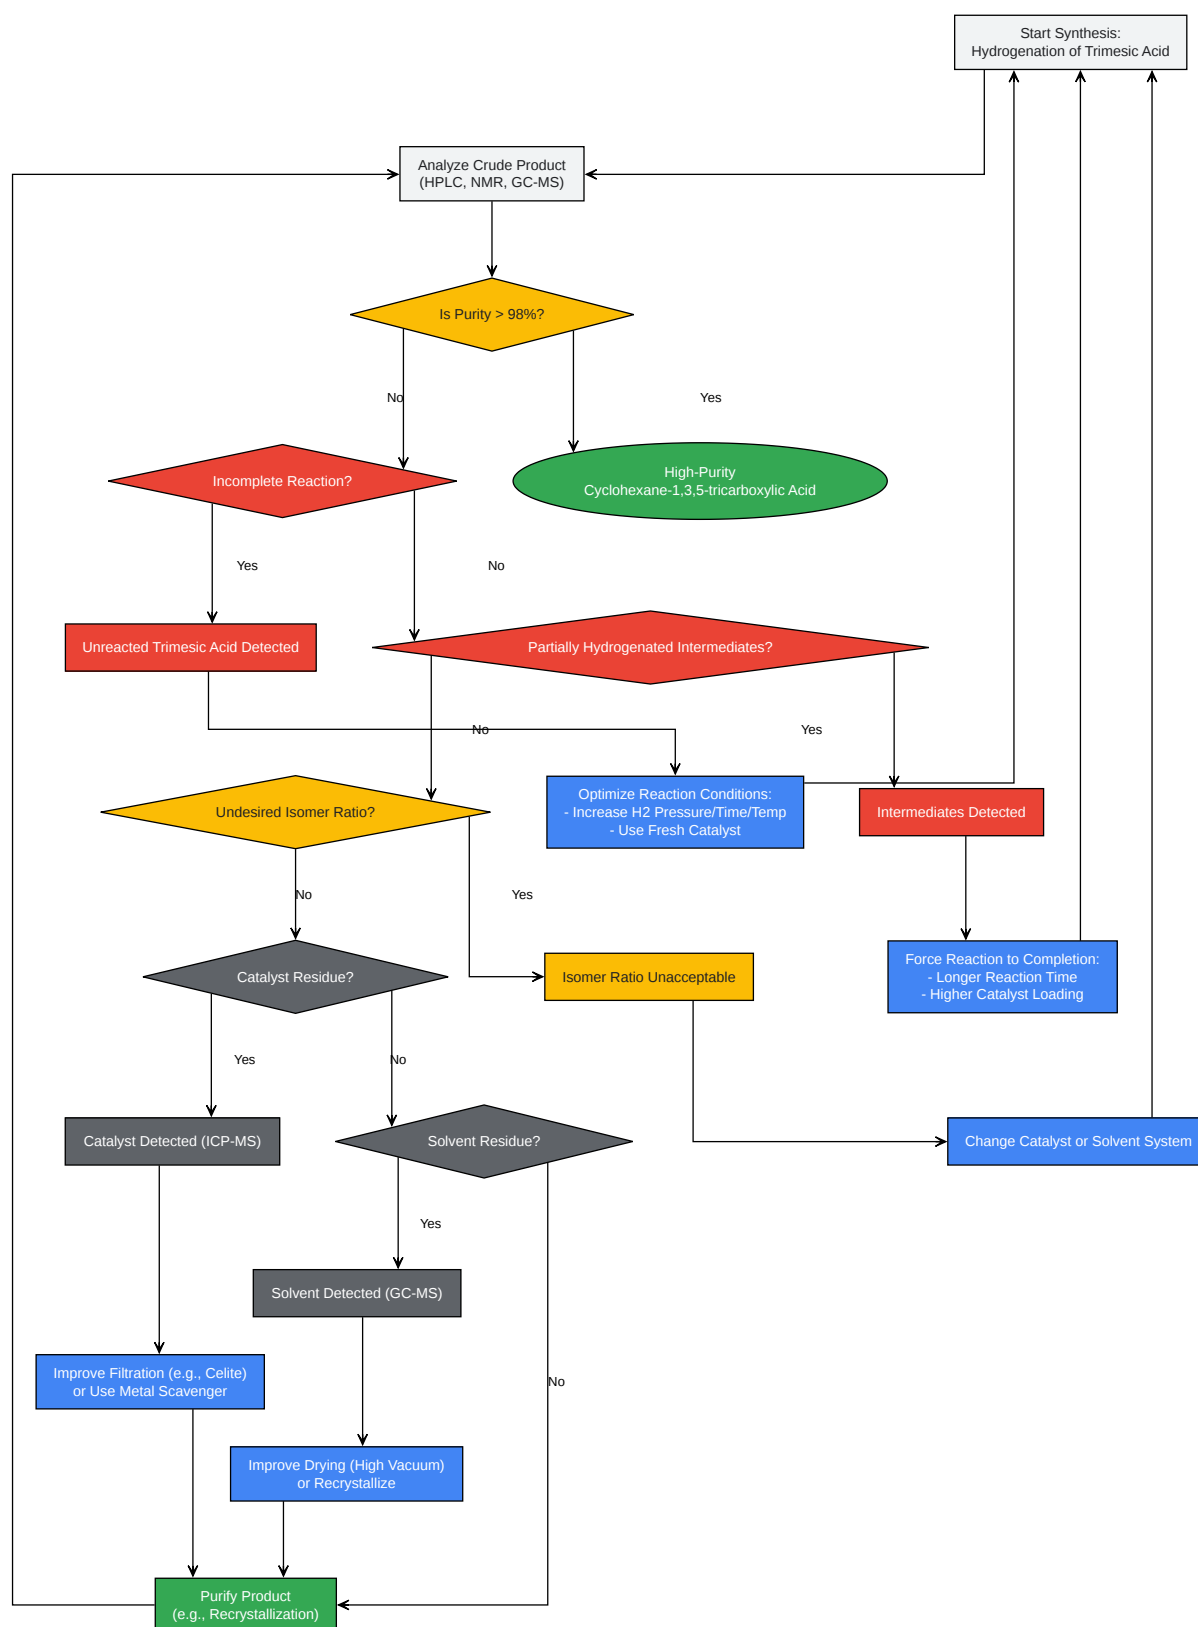 Start Synthesis:
Hydrogenation of Trimesic Acid
Analyze Crude Product
(HPLC, NMR, GC-MS)
Is Purity > 98%?
No
Yes
High-Purity
Cyclohexane-1,3,5-tricarboxylic Acid
Incomplete Reaction?
Yes
No
Unreacted Trimesic Acid Detected
Partially Hydrogenated Intermediates?
No
Yes
Optimize Reaction Conditions:
- Increase H2 Pressure/Time/Temp
- Use Fresh Catalyst
Undesired Isomer Ratio?
Intermediates Detected
No
Yes
Force Reaction to Completion:
- Longer Reaction Time
- Higher Catalyst Loading
Catalyst Residue?
Isomer Ratio Unacceptable
Yes
No
Catalyst Detected (ICP-MS)
Solvent Residue?
Change Catalyst or Solvent System
Yes
Solvent Detected (GC-MS)
Improve Filtration (e.g., Celite)
or Use Metal Scavenger
No
Improve Drying (High Vacuum)
or Recrystallize
Purify Product
(e.g., Recrystallization)